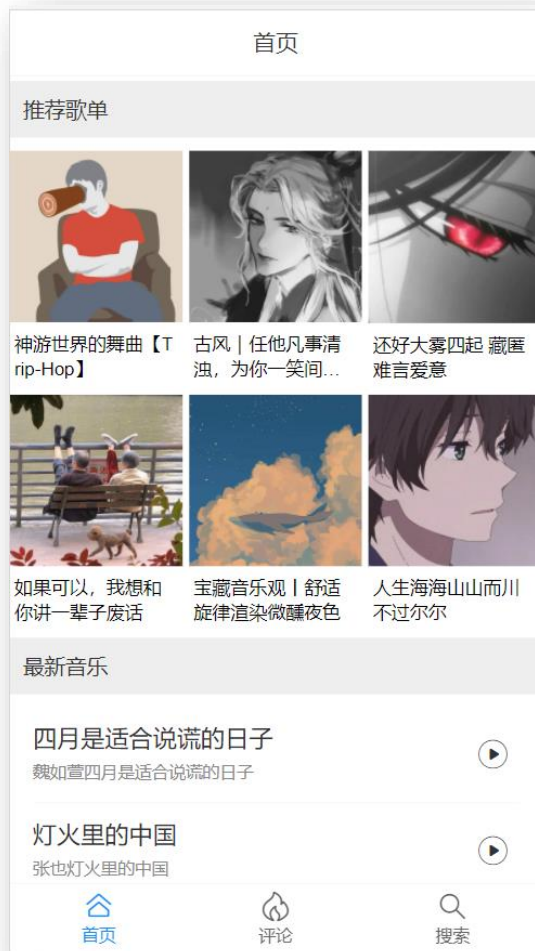 首页
推荐歌单
神游世界的舞曲【T
rip-Hop】
古风｜任他凡事清
浊，为你一笑间...
还好大雾四起 藏匿
难言爱意
如果可以，我想和
你讲一辈子废话
宝藏音乐观┃舒适
旋律渲染微醺夜色
人生海海山山而川
不过尔尔
最新音乐
四月是适合说谎的日子
魏如萱四月是适合说谎的日子
灯火里的中国
张也灯火里的中国
首页
评论
搜索